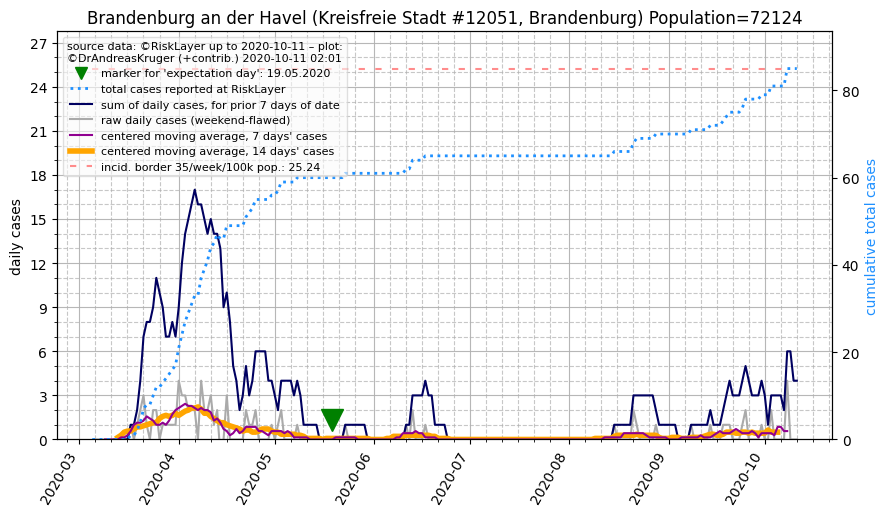 Brandenburg an der Havel (Kreisfreie Stadt #12051, Brandenburg) Population=72124
source data: ©RiskLayer up to 2020-10-11 – plot:
©DrAndreasKruger (+contrib.) 2020-10-11 02:01
marker for 'expectation day': 19.05.2020
total cases reported at RiskLayer
sum of daily cases, for prior 7 days of date
raw daily cases (weekend-flawed)
centered moving average, 7 days' cases
centered moving average, 14 days' cases
incid. border 35/week/100k pop.: 25.24
daily cases
27
24
21
18
15
12
9
6
3
0
80
60
40
20
0
cumulative total cases
2020-03
2020-04
2020-05
2020-06
2020-07
2020-08
2020-09
2020-10